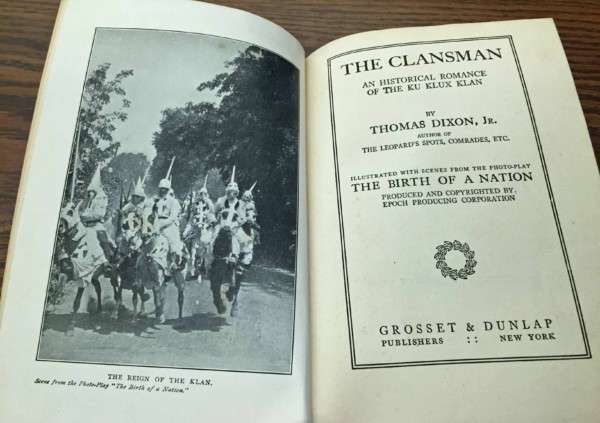 THE REIGN OF THE KLAN.
Scene from the Photo-Play "The Birth of a Nation."
THE CLANSMAN
AN HISTORICAL ROMANCE
OF THE KU KLUX KLAN
BY
THOMAS DIXON, JR.
AUTHOR OF
THE LEOPARD'S SPOTS, COMRADES, ETC.
ILLUSTRATED WITH SCENES FROM THE PHOTO-PLAY
THE BIRTH OF A NATION
PRODUCED AND COPYRIGHTED BY
EPOCH PRODUCING CORPORATION
GROSSET & DUNLAP
PUBLISHERS :: NEW YORK